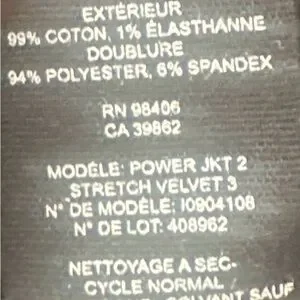 EXTÉRIEUR
99% COTON, 1% ÉLASTHANNE
DOUBLURE
94% POLYESTER, 6% SPANDEX
RN 98406
CA 39862
MODÈLE: POWER JKT 2
STRETCH VELVET 3
N° DE MODÈLE: I0904108
N° DE LOT: 408962
NETTOYAGE A SEC-
CYCLE NORMAL
SAUF